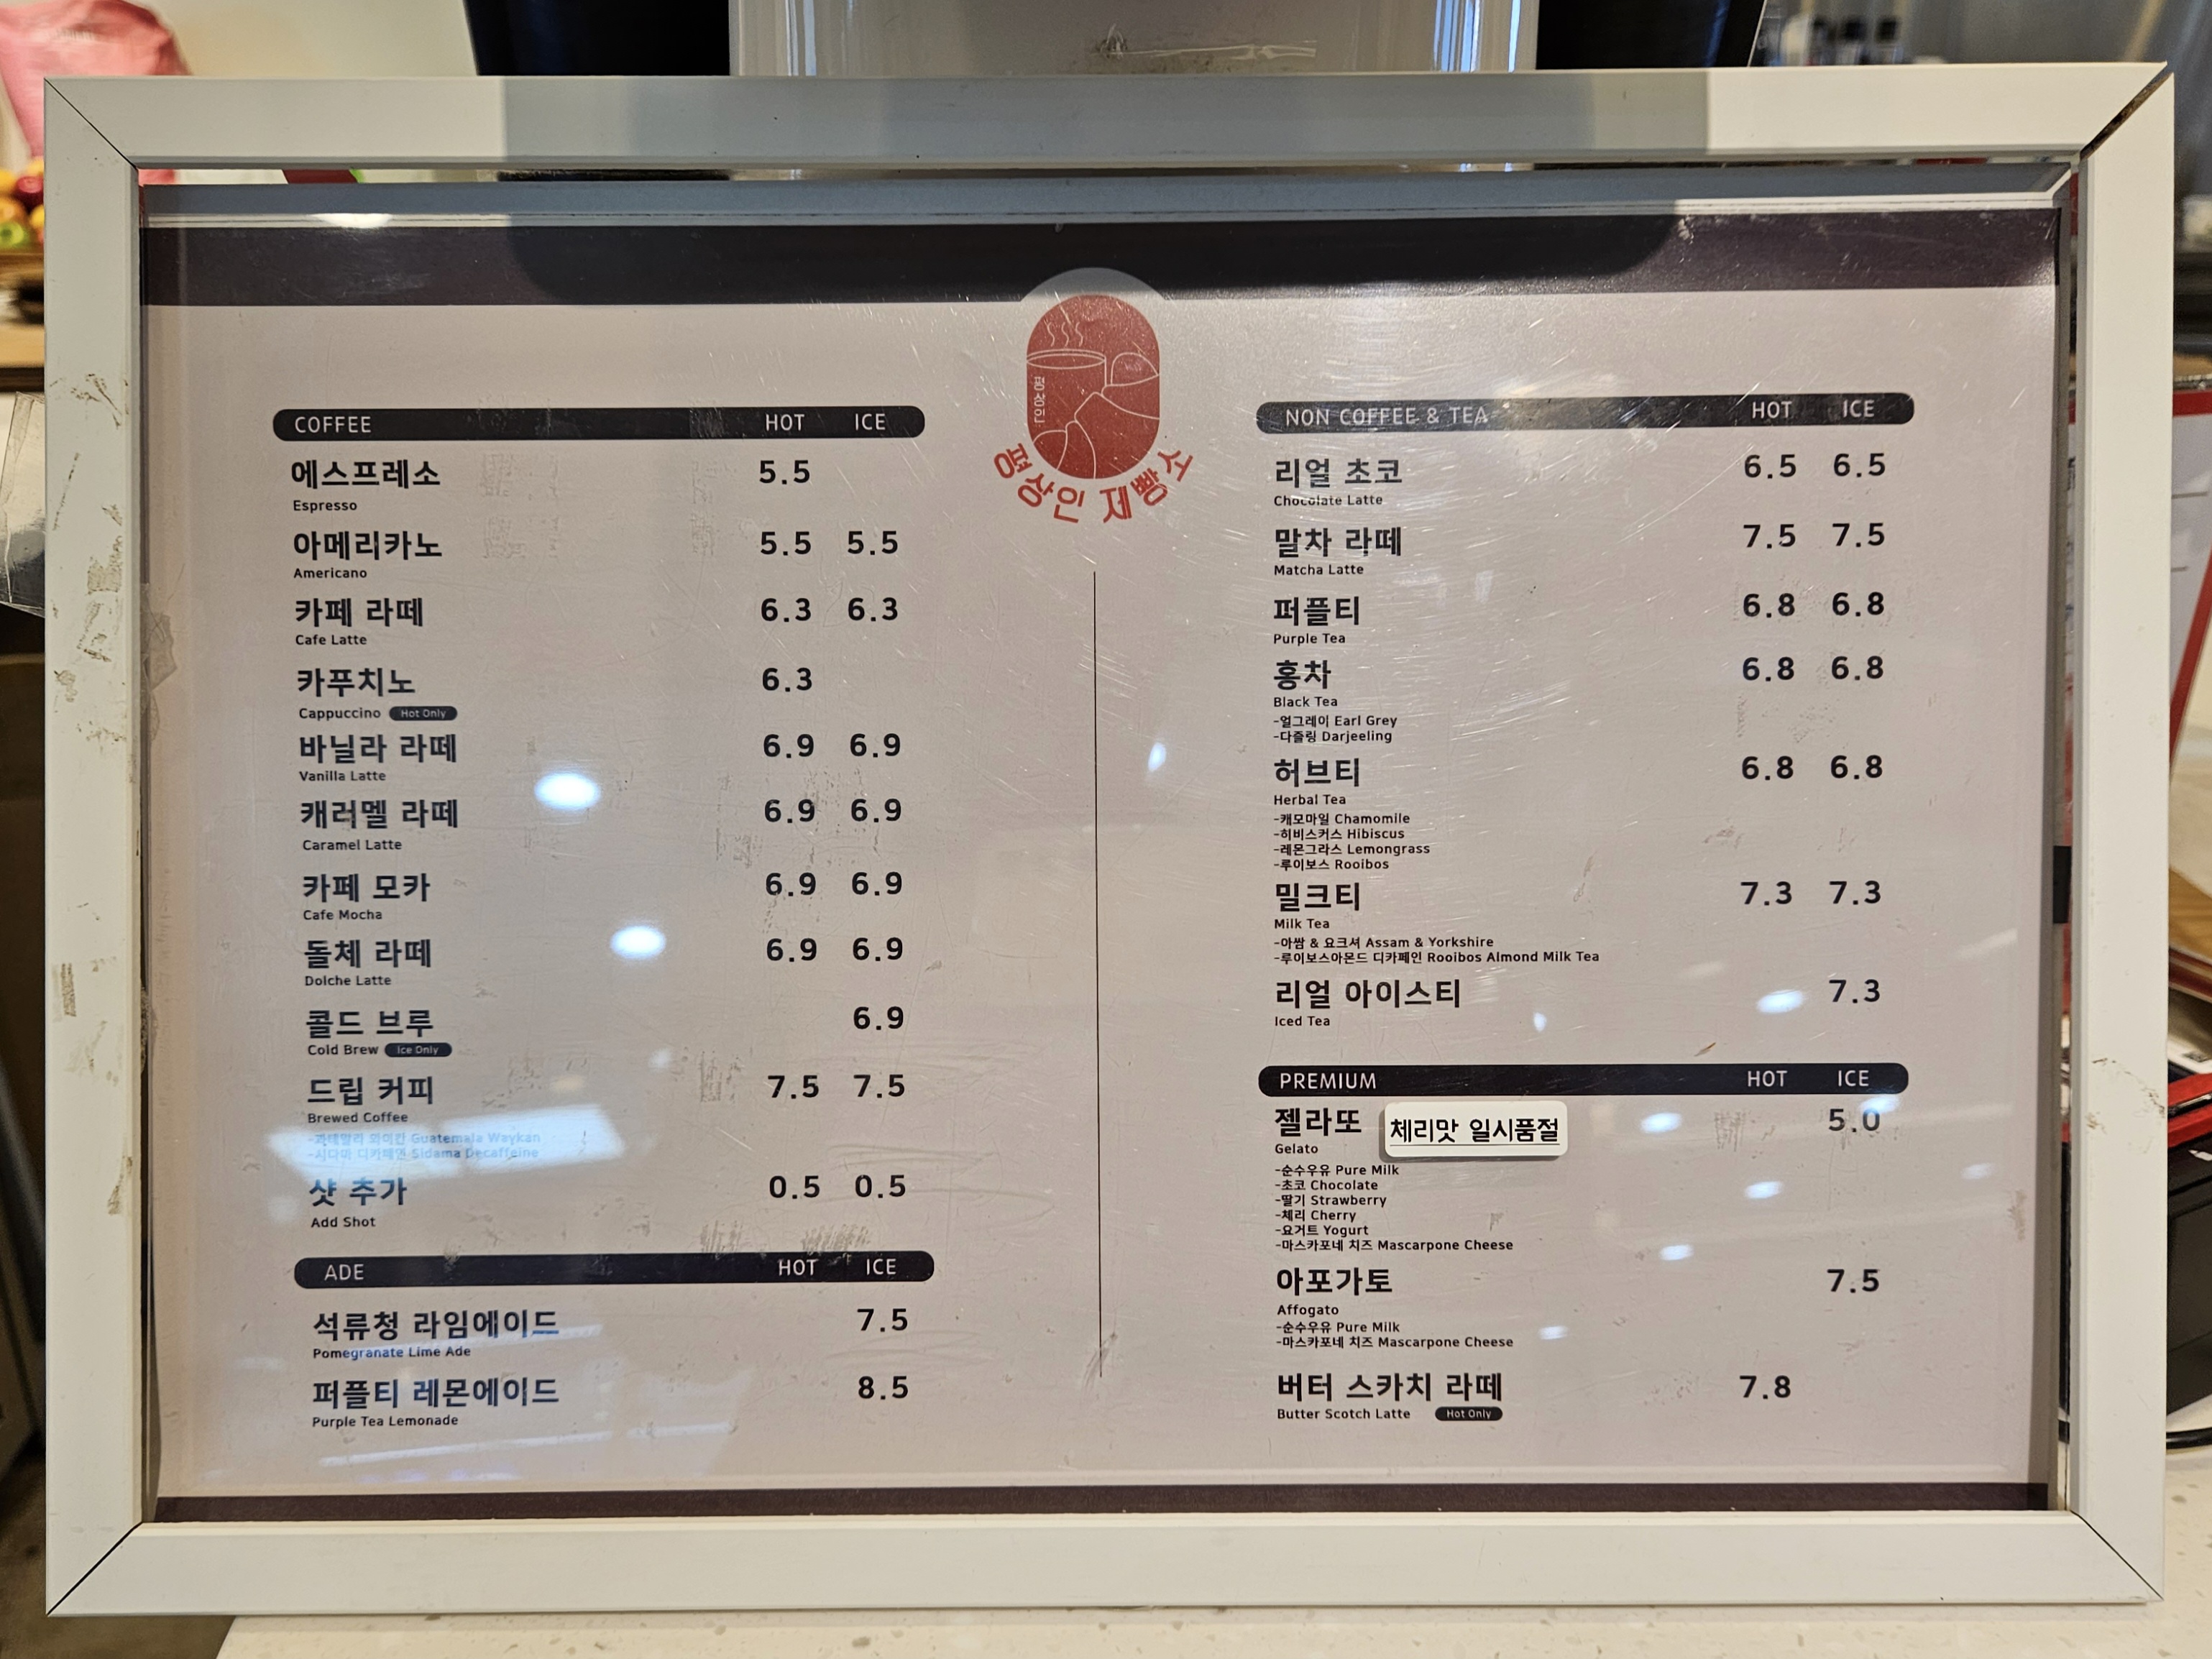 평상인
평상인 제빵소
COFFEE HOT ICE
에스프레소 5.5
Espresso
아메리카노 5.5 5.5
Americano
카페 라떼 6.3 6.3
Cafe Latte
카푸치노 6.3
Cappuccino Hot Only
바닐라 라떼 6.9 6.9
Vanilla Latte
캐러멜 라떼 6.9 6.9
Caramel Latte
카페 모카 6.9 6.9
Cafe Mocha
돌체 라떼 6.9 6.9
Dolche Latte
콜드 브루 6.9
Cold Brew Ice Only
드립 커피 7.5 7.5
Brewed Coffee
-과테말라 와이칸 Guatemala Waykan
-시다마 디카페인 Sidama Decaffeine
샷 추가 0.5 0.5
Add Shot
ADE HOT ICE
석류청 라임에이드 7.5
Pomegranate Lime Ade
퍼플티 레몬에이드 8.5
Purple Tea Lemonade
NON COFFEE & TEA HOT ICE
리얼 초코 6.5 6.5
Chocolate Latte
말차 라떼 7.5 7.5
Matcha Latte
퍼플티 6.8 6.8
Purple Tea
홍차 6.8 6.8
Black Tea
-얼그레이 Earl Grey
-다즐링 Darjeeling
허브티 6.8 6.8
Herbal Tea
-캐모마일 Chamomile
-히비스커스 Hibiscus
-레몬그라스 Lemongrass
-루이보스 Rooibos
밀크티 7.3 7.3
Milk Tea
-아쌈 & 요크셔 Assam & Yorkshire
-루이보스아몬드 디카페인 Rooibos Almond Milk Tea
리얼 아이스티 7.3
Iced Tea
PREMIUM HOT ICE
젤라또 체리맛 일시품절 5.0
Gelato
-순수우유 Pure Milk
-초코 Chocolate
-딸기 Strawberry
-체리 Cherry
-요거트 Yogurt
-마스카포네 치즈 Mascarpone Cheese
아포가토 7.5
Affogato
-순수우유 Pure Milk
-마스카포네 치즈 Mascarpone Cheese
버터 스카치 라떼 7.8
Butter Scotch Latte Hot Only